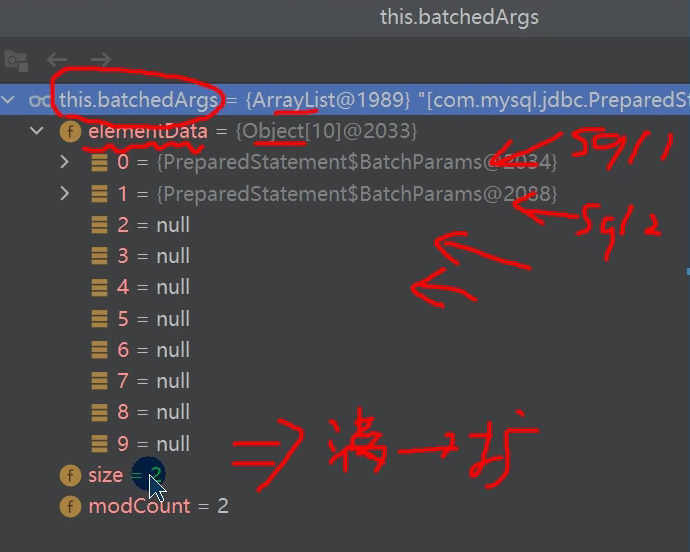 this.batchedArgs
this.batchedArgs = {ArrayList@1989} "[com.mysql.jdbc.PreparedSt
elementData = {Object[10]@2033}
0 = {PreparedStatement$BatchParams@2034} sql1
1 = {PreparedStatement$BatchParams@2088} sql2
2 = null
3 = null
4 = null
5 = null
6 = null
7 = null
8 = null
9 = null
=> 满→扩
size = 2
modCount = 2